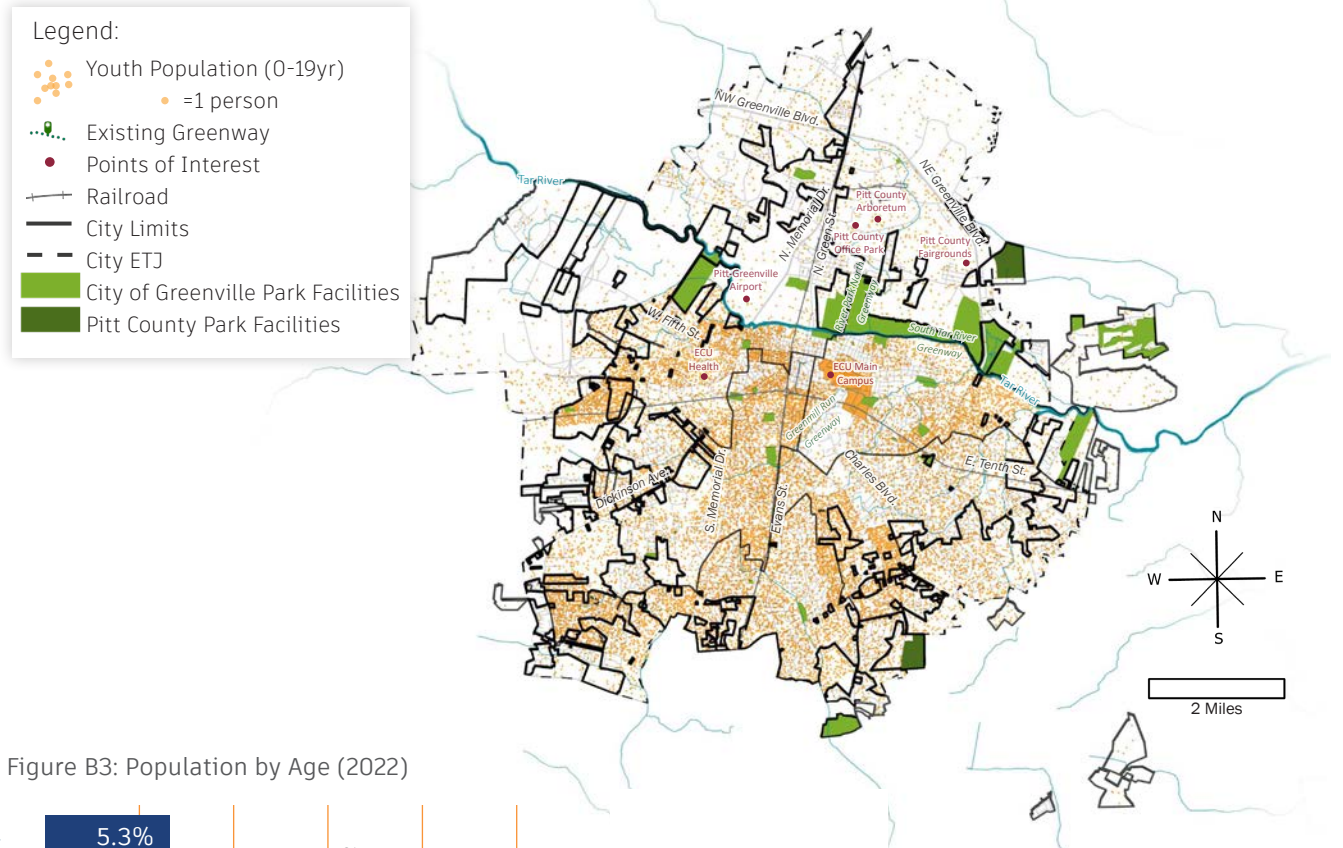 Legend:
Youth Population (0-19yr)
=1 person
Existing Greenway
Points of Interest
Railroad
City Limits
City ETJ
City of Greenville Park Facilities
Pitt County Park Facilities
NW Greenville Blvd.
NE Greenville Blvd.
Tar River
N. Memorial Dr.
N. Green St.
Pitt County
Arboretum
Pitt County
Office Park
Pitt County
Fairgrounds
Pitt-Greenville
Airport
River Park North
Greenway
W. Fifth St.
South Tar River
Greenway
ECU
Health
ECU Main
Campus
Tar River
Greenmill Run
Greenway
Charles Blvd.
E. Tenth St.
S. Memorial Dr.
Dickinson Ave.
Evans St.
N
W
E
S
2 Miles
Figure B3: Population by Age (2022)
5.3%